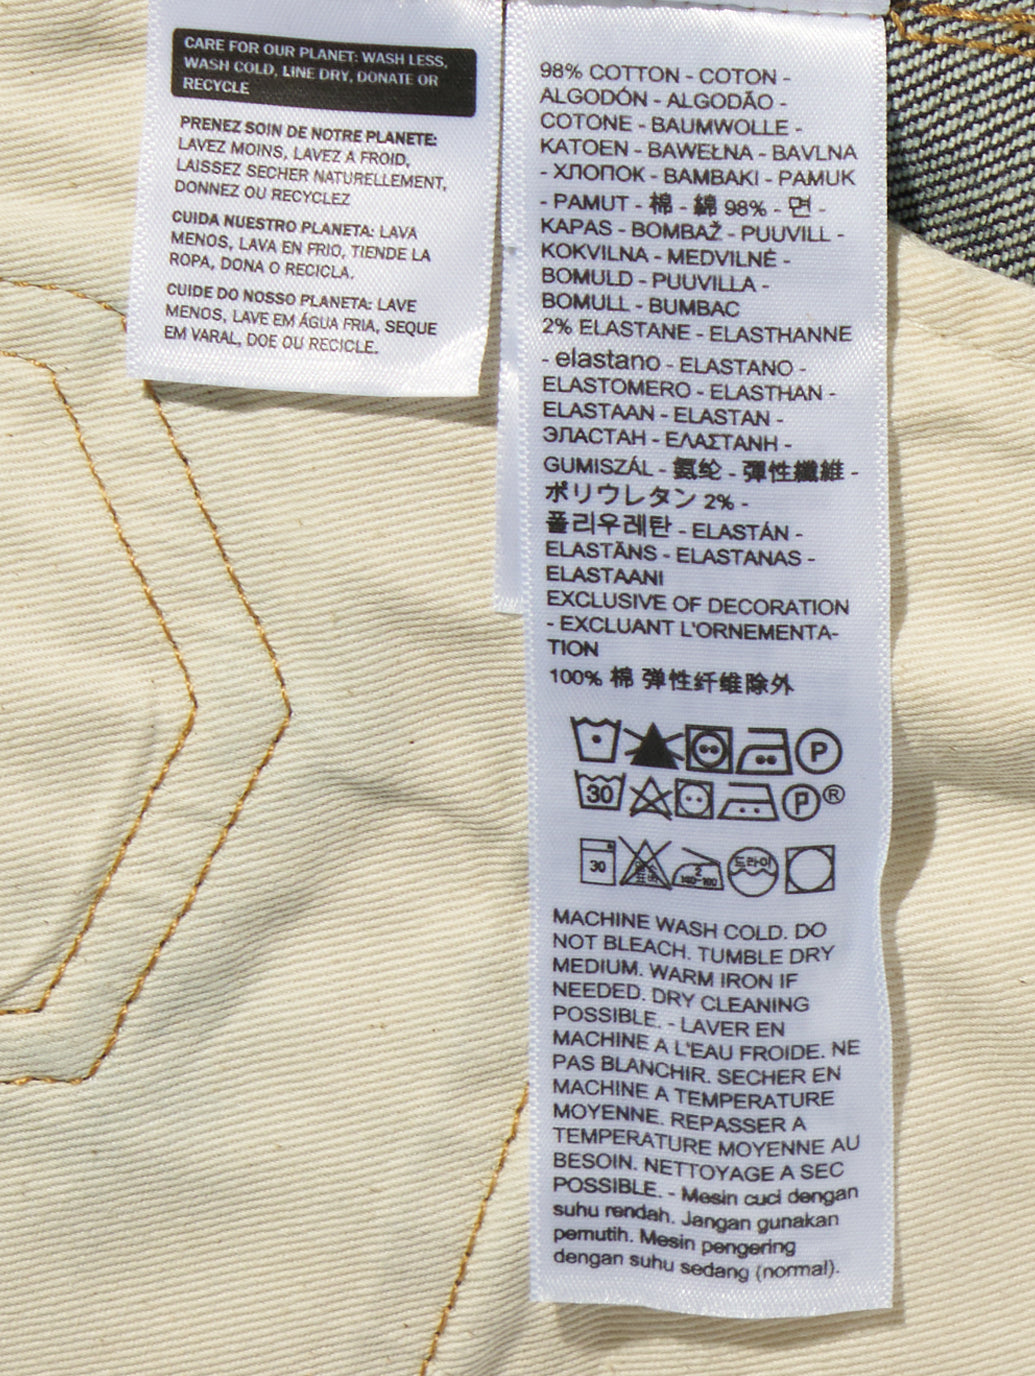 CARE FOR OUR PLANET: WASH LESS,
WASH COLD, LINE DRY, DONATE OR
RECYCLE
PRENEZ SOIN DE NOTRE PLANETE:
LAVEZ MOINS, LAVEZ A FROID,
LAISSEZ SECHER NATURELLEMENT,
DONNEZ OU RECYCLEZ
CUIDA NUESTRO PLANETA: LAVA
MENOS, LAVA EN FRIO, TIENDE LA
ROPA, DONA O RECICLA.
CUIDE DO NOSSO PLANETA: LAVE
MENOS, LAVE EM ÁGUA FRIA, SEQUE
EM VARAL, DOE OU RECICLE.
98% COTTON - COTON -
ALGODÓN - ALGODÃO -
COTONE - BAUMWOLLE -
KATOEN - BAWEŁNA - BAVLNA
- ХЛОПОК - ΒΑΜΒΑΚΙ - PAMUK
- PAMUT - 棉 - 綿 98% - 면 -
KAPAS - BOMBAŽ - PUUVILL -
KOKVILNA - MEDVILNĖ -
BOMULD - PUUVILLA -
BOMULL - BUMBAC
2% ELASTANE - ELASTHANNE
- elastano - ELASTANO -
ELASTOMERO - ELASTHAN -
ELASTAAN - ELASTAN -
ЭЛАСТАН - ΕΛΑΣΤΑΝΗ -
GUMISZÁL - 氨纶 - 彈性纖維 -
ポリウレタン 2% -
폴리우레탄 - ELASTÁN -
ELASTĀNS - ELASTANAS -
ELASTAANI
EXCLUSIVE OF DECORATION
- EXCLUANT L'ORNEMENTA-
TION
100% 棉 弹性纤维除外
P
30 P ®
30 2 140-160 드라이
MACHINE WASH COLD. DO
NOT BLEACH. TUMBLE DRY
MEDIUM. WARM IRON IF
NEEDED. DRY CLEANING
POSSIBLE. - LAVER EN
MACHINE A L'EAU FROIDE. NE
PAS BLANCHIR. SECHER EN
MACHINE A TEMPERATURE
MOYENNE. REPASSER A
TEMPERATURE MOYENNE AU
BESOIN. NETTOYAGE A SEC
POSSIBLE. - Mesin cuci dengan
suhu rendah. Jangan gunakan
pemutih. Mesin pengering
dengan suhu sedang (normal).